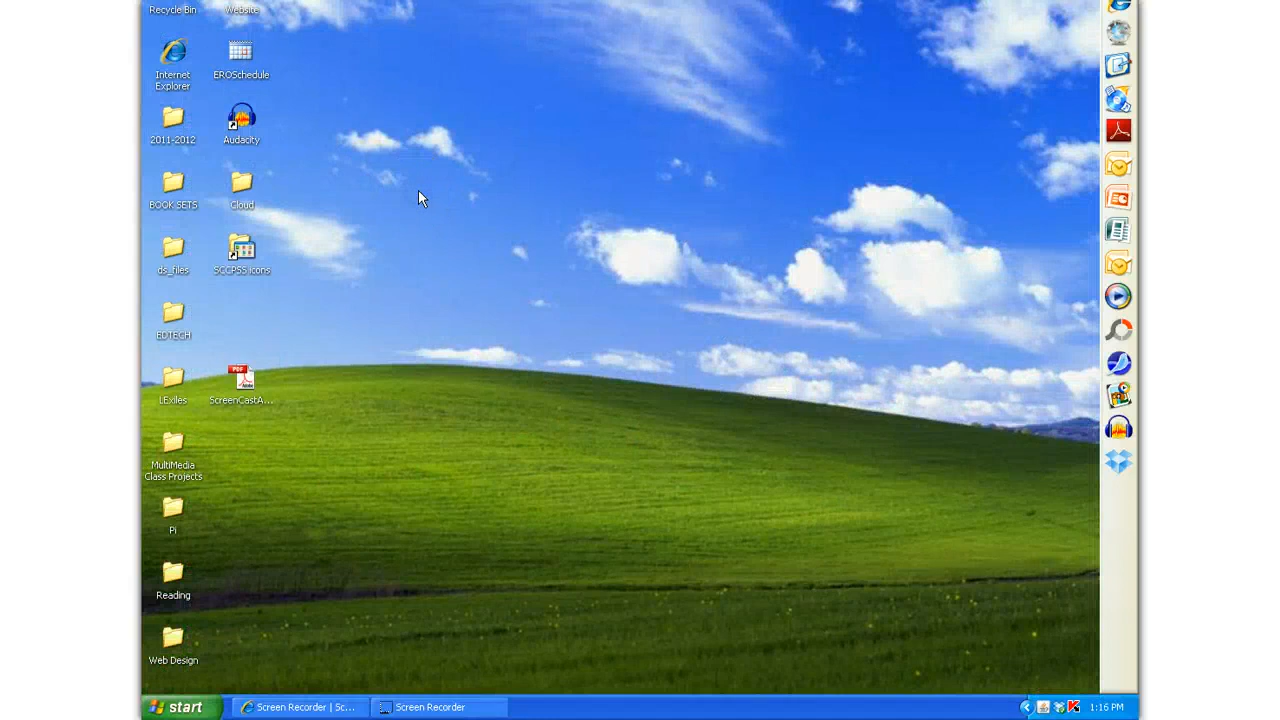 Recycle Bin
Website
Internet
Explorer
EROSchedule
2011-2012
Audacity
BOOK SETS
Cloud
ds_files
SCCPSS Icons
EDTECH
LExiles
ScreenCastA...
MultiMedia
Class Projects
Pi
Reading
Web Design
start
Screen Recorder | Sc...
Screen Recorder
1:16 PM